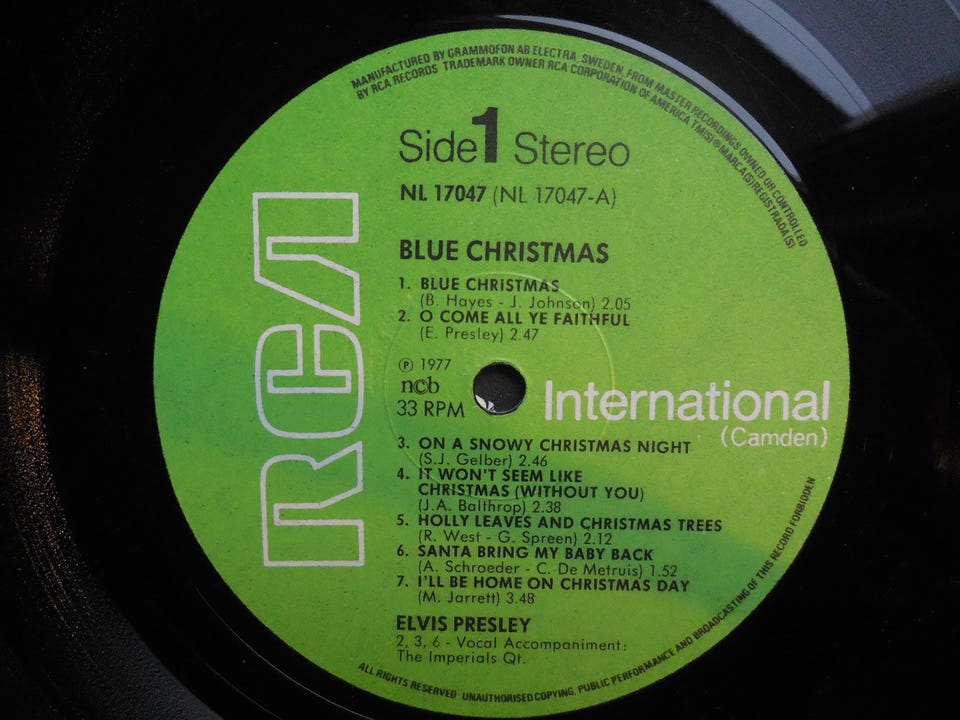 MANUFACTURED BY GRAMMOFON AB ELECTRA, SWEDEN, FROM MASTER RECORDINGS OWNED OR CONTROLLED
BY RCA RECORDS TRADEMARK OWNER RCA CORPORATION OF AMERICA TM(S)® MARCA(S) REGISTRADA(S)
Side 1 Stereo
NL 17047 (NL 17047-A)
RCA
BLUE CHRISTMAS
1. BLUE CHRISTMAS
(B. Hayes - J. Johnson) 2.05
2. O COME ALL YE FAITHFUL
(E. Presley) 2.47
Ⓟ 1977
ncb
33 RPM
International
(Camden)
3. ON A SNOWY CHRISTMAS NIGHT
(S.J. Gelber) 2.46
4. IT WON'T SEEM LIKE
CHRISTMAS (WITHOUT YOU)
(J.A. Balthrop) 2.38
5. HOLLY LEAVES AND CHRISTMAS TREES
(R. West - G. Spreen) 2.12
6. SANTA BRING MY BABY BACK
(A. Schroeder - C. De Metruis) 1.52
7. I'LL BE HOME ON CHRISTMAS DAY
(M. Jarrett) 3.48
ELVIS PRESLEY
2, 3, 6 - Vocal Accompaniment:
The Imperials Qt.
ALL RIGHTS RESERVED UNAUTHORISED COPYING, PUBLIC PERFORMANCE AND BROADCASTING OF THIS RECORD FORBIDDEN